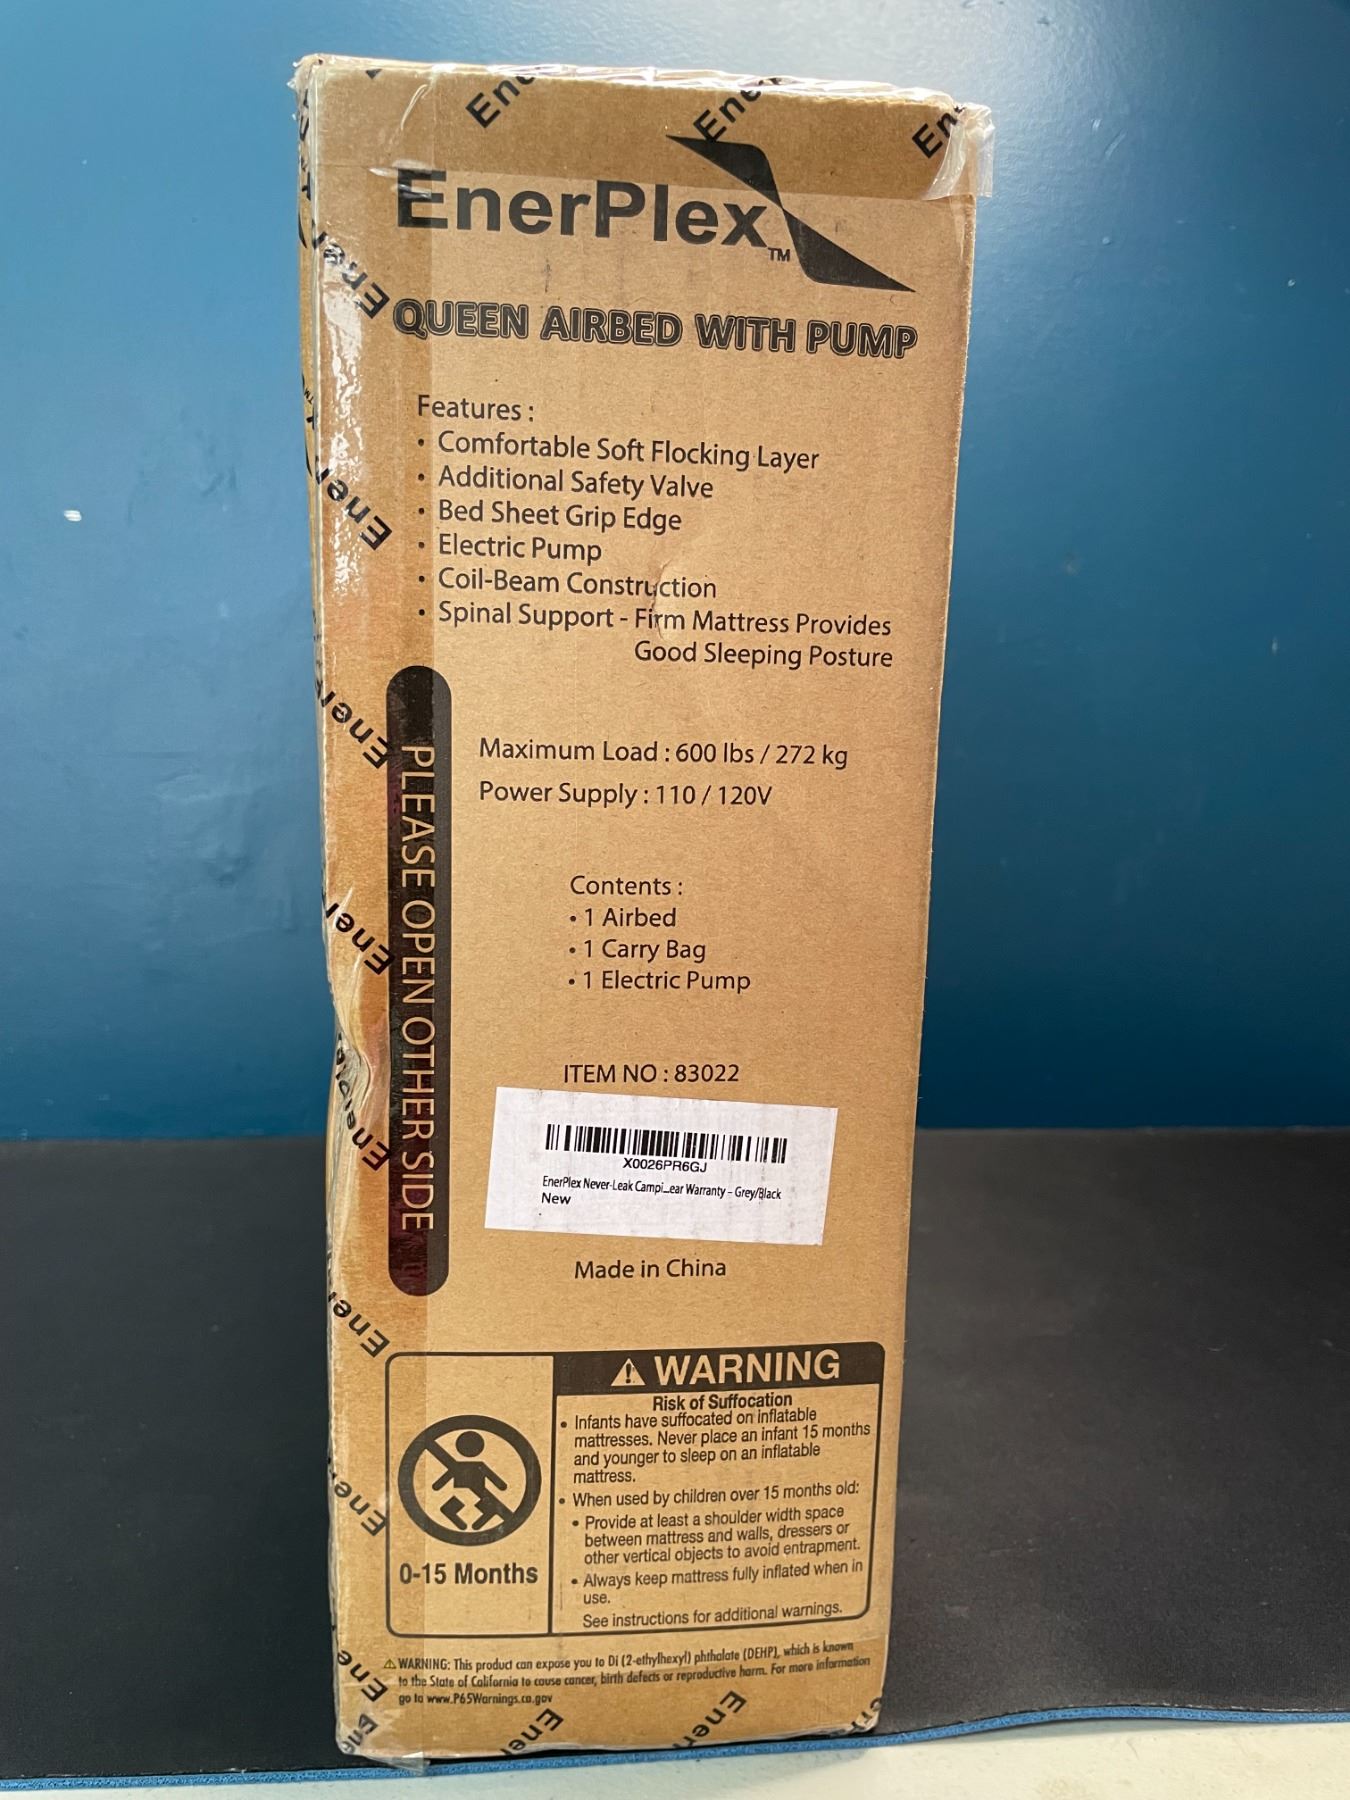 EnerPlex™
QUEEN AIRBED WITH PUMP
Features :
• Comfortable Soft Flocking Layer
• Additional Safety Valve
• Bed Sheet Grip Edge
• Electric Pump
• Coil-Beam Construction
• Spinal Support - Firm Mattress Provides
Good Sleeping Posture
PLEASE OPEN OTHER SIDE
Maximum Load : 600 lbs / 272 kg
Power Supply : 110 / 120V
Contents :
• 1 Airbed
• 1 Carry Bag
• 1 Electric Pump
ITEM NO : 83022
X0026PR6GJ
EnerPlex Never-Leak Campi...ear Warranty – Grey/Black
New
Made in China
⚠ WARNING
Risk of Suffocation
• Infants have suffocated on inflatable
mattresses. Never place an infant 15 months
and younger to sleep on an inflatable
mattress.
• When used by children over 15 months old:
• Provide at least a shoulder width space
between mattress and walls, dressers or
other vertical objects to avoid entrapment.
• Always keep mattress fully inflated when in
use.
See instructions for additional warnings.
0-15 Months
⚠ WARNING: This product can expose you to Di (2-ethylhexyl) phthalate (DEHP), which is known
to the State of California to cause cancer, birth defects or reproductive harm. For more information
go to www.P65Warnings.ca.gov